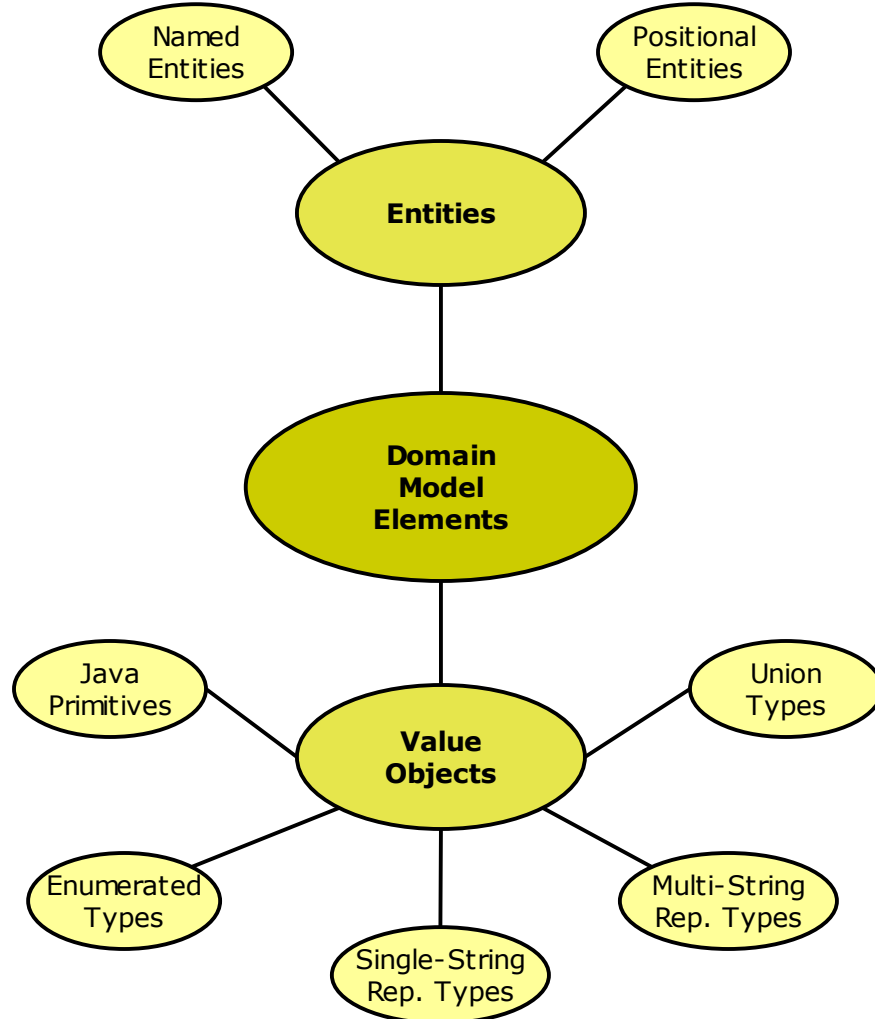 Named
Entities
Positional
Entities
Entities
Domain
Model
Elements
Java
Primitives
Union
Types
Value
Objects
Enumerated
Types
Multi-String
Rep. Types
Single-String
Rep. Types